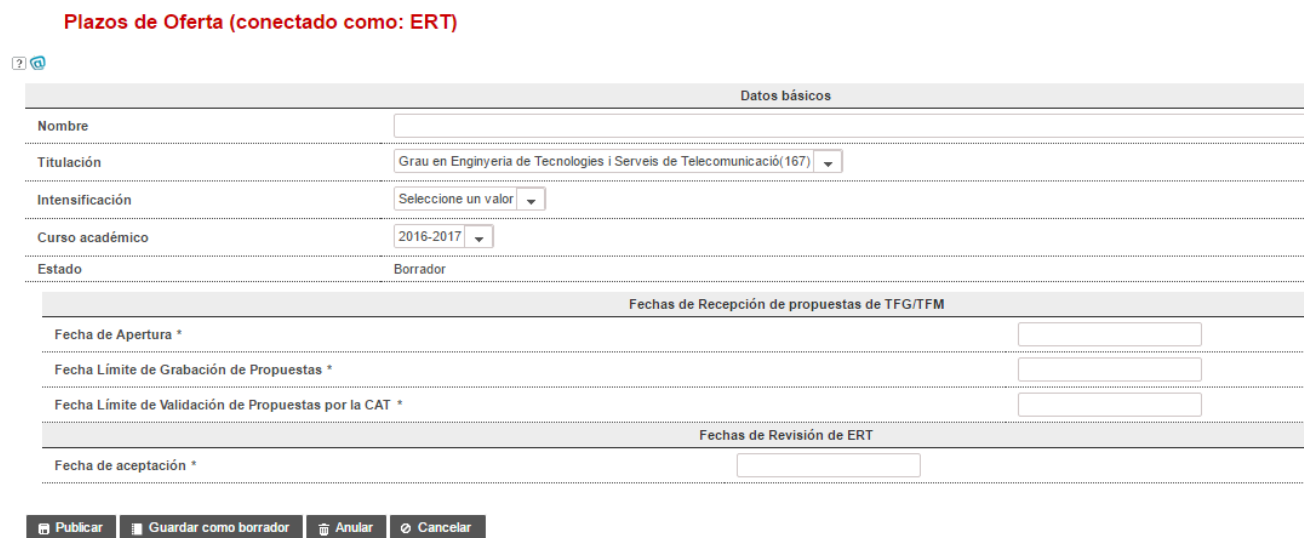 Plazos de Oferta (conectado como: ERT)
?
Datos básicos
Nombre
Titulación Grau en Enginyeria de Tecnologies i Serveis de Telecomunicació(167)
Intensificación Seleccione un valor
Curso académico 2016-2017
Estado Borrador
Fechas de Recepción de propuestas de TFG/TFM
Fecha de Apertura *
Fecha Límite de Grabación de Propuestas *
Fecha Límite de Validación de Propuestas por la CAT *
Fechas de Revisión de ERT
Fecha de aceptación *
Publicar Guardar como borrador Anular Cancelar